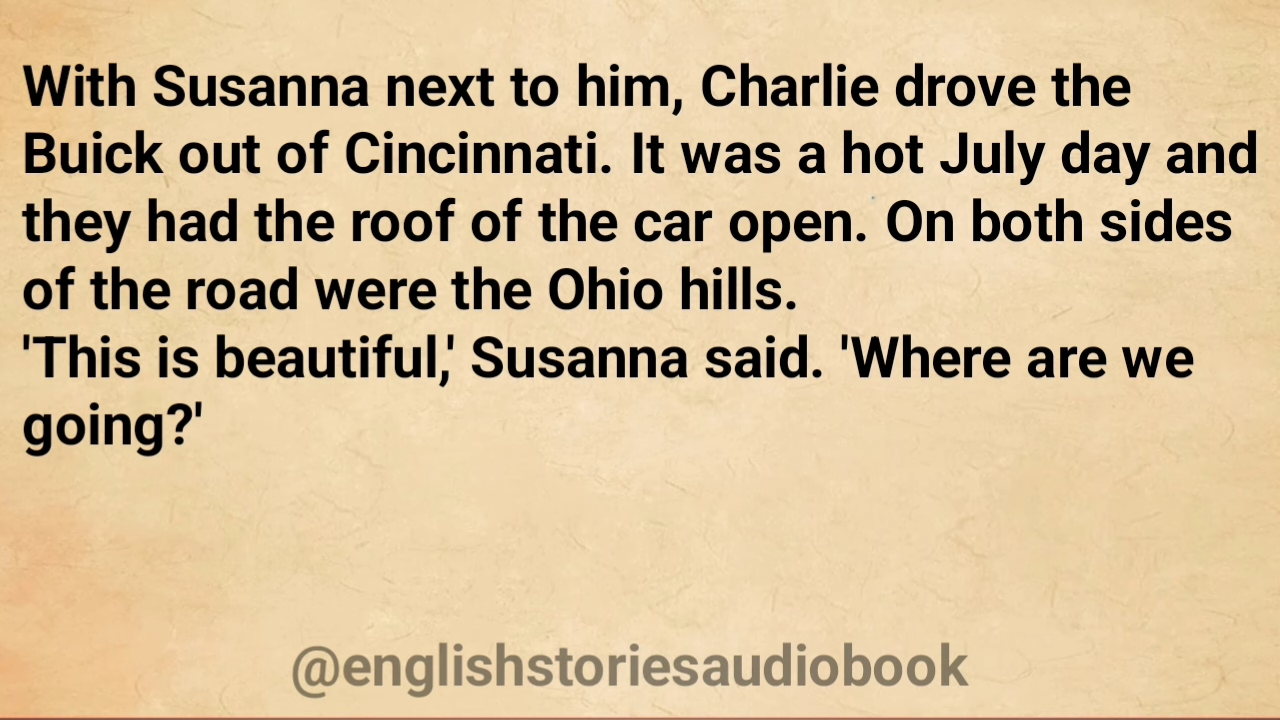 With Susanna next to him, Charlie drove the
Buick out of Cincinnati. It was a hot July day and
they had the roof of the car open. On both sides
of the road were the Ohio hills.
'This is beautiful,' Susanna said. 'Where are we
going?'
@englishstoriesaudiobook